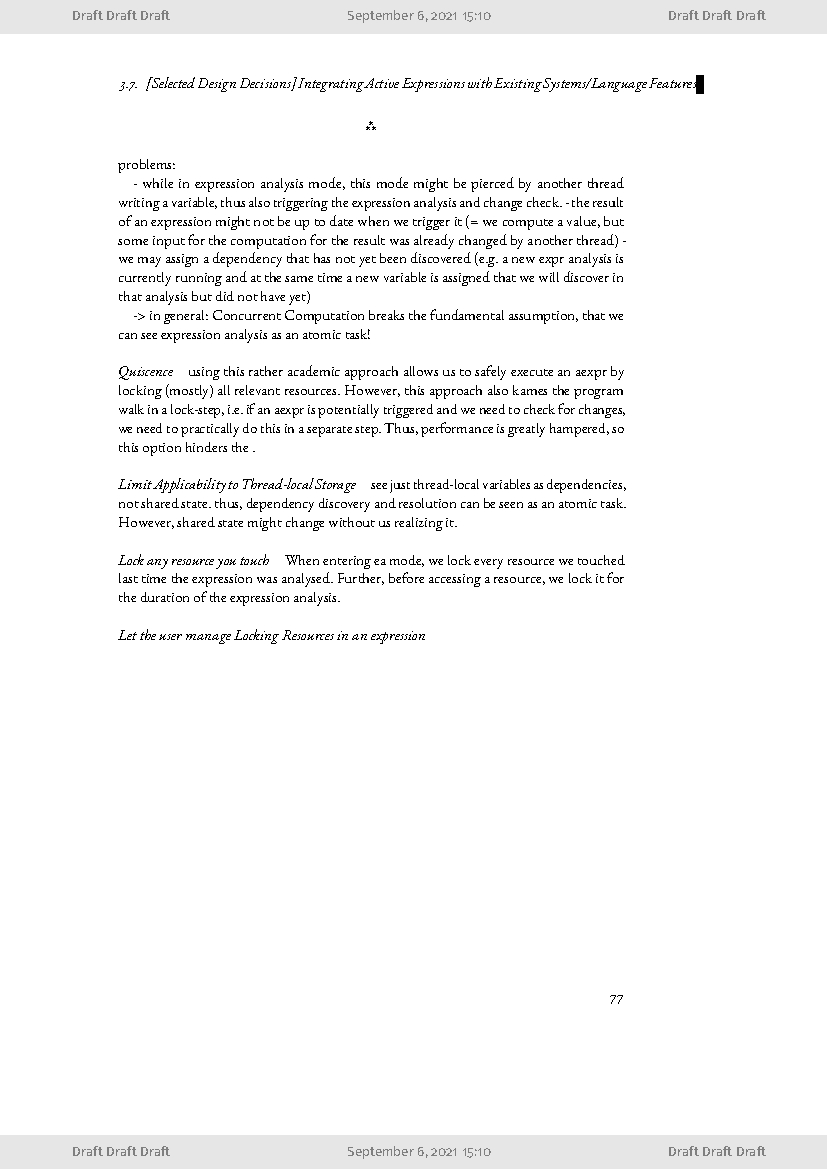 Draft Draft Draft September 6, 2021 15:10 Draft Draft Draft
3.7. [Selected Design Decisions] Integrating Active Expressions with Existing Systems/Language Features
⁂
problems:
- while in expression analysis mode, this mode might be pierced by another thread
writing a variable, thus also triggering the expression analysis and change check. - the result
of an expression might not be up to date when we trigger it (= we compute a value, but
some input for the computation for the result was already changed by another thread) -
we may assign a dependency that has not yet been discovered (e.g. a new expr analysis is
currently running and at the same time a new variable is assigned that we will discover in
that analysis but did not have yet)
-> in general: Concurrent Computation breaks the fundamental assumption, that we
can see expression analysis as an atomic task!
Quiscence using this rather academic approach allows us to safely execute an aexpr by
locking (mostly) all relevant resources. However, this approach also kames the program
walk in a lock-step, i.e. if an aexpr is potentially triggered and we need to check for changes,
we need to practically do this in a separate step. Thus, performance is greatly hampered, so
this option hinders the .
Limit Applicability to Thread-local Storage see just thread-local variables as dependencies,
not shared state. thus, dependency discovery and resolution can be seen as an atomic task.
However, shared state might change without us realizing it.
Lock any resource you touch When entering ea mode, we lock every resource we touched
last time the expression was analysed. Further, before accessing a resource, we lock it for
the duration of the expression analysis.
Let the user manage Locking Resources in an expression
77
Draft Draft Draft September 6, 2021 15:10 Draft Draft Draft